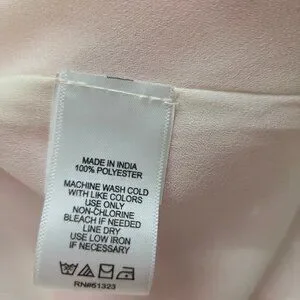 MADE IN INDIA
100% POLYESTER
MACHINE WASH COLD
WITH LIKE COLORS
USE ONLY
NON-CHLORINE
BLEACH IF NEEDED
LINE DRY
USE LOW IRON
IF NECESSARY
RN#61323